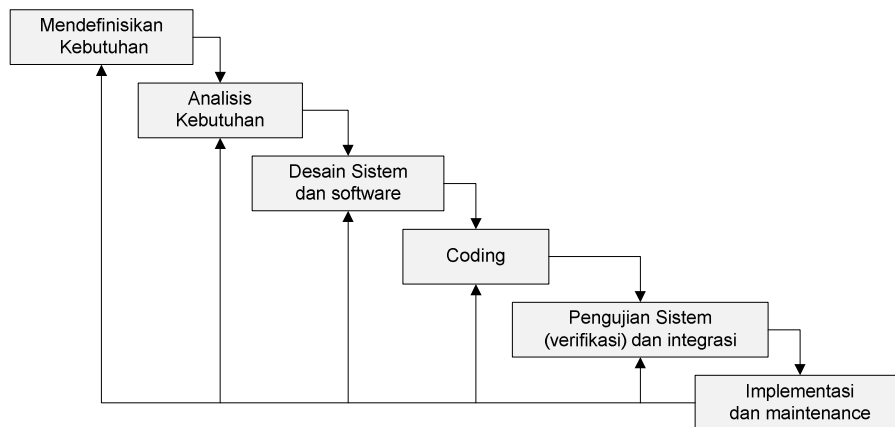 Mendefinisikan
Kebutuhan
Analisis
Kebutuhan
Desain Sistem
dan software
Coding
Pengujian Sistem
(verifikasi) dan integrasi
Implementasi
dan maintenance